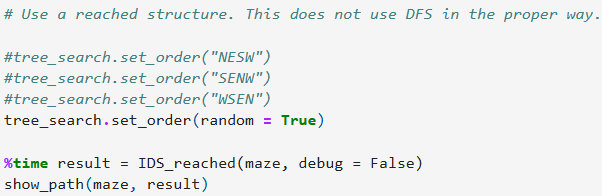 # Use a reached structure. This does not use DFS in the proper way.
#tree_search.set_order("NESW")
#tree_search.set_order("SENW")
#tree_search.set_order("WSEN")
tree_search.set_order(random = True)
%time result = IDS_reached(maze, debug = False)
show_path(maze, result)